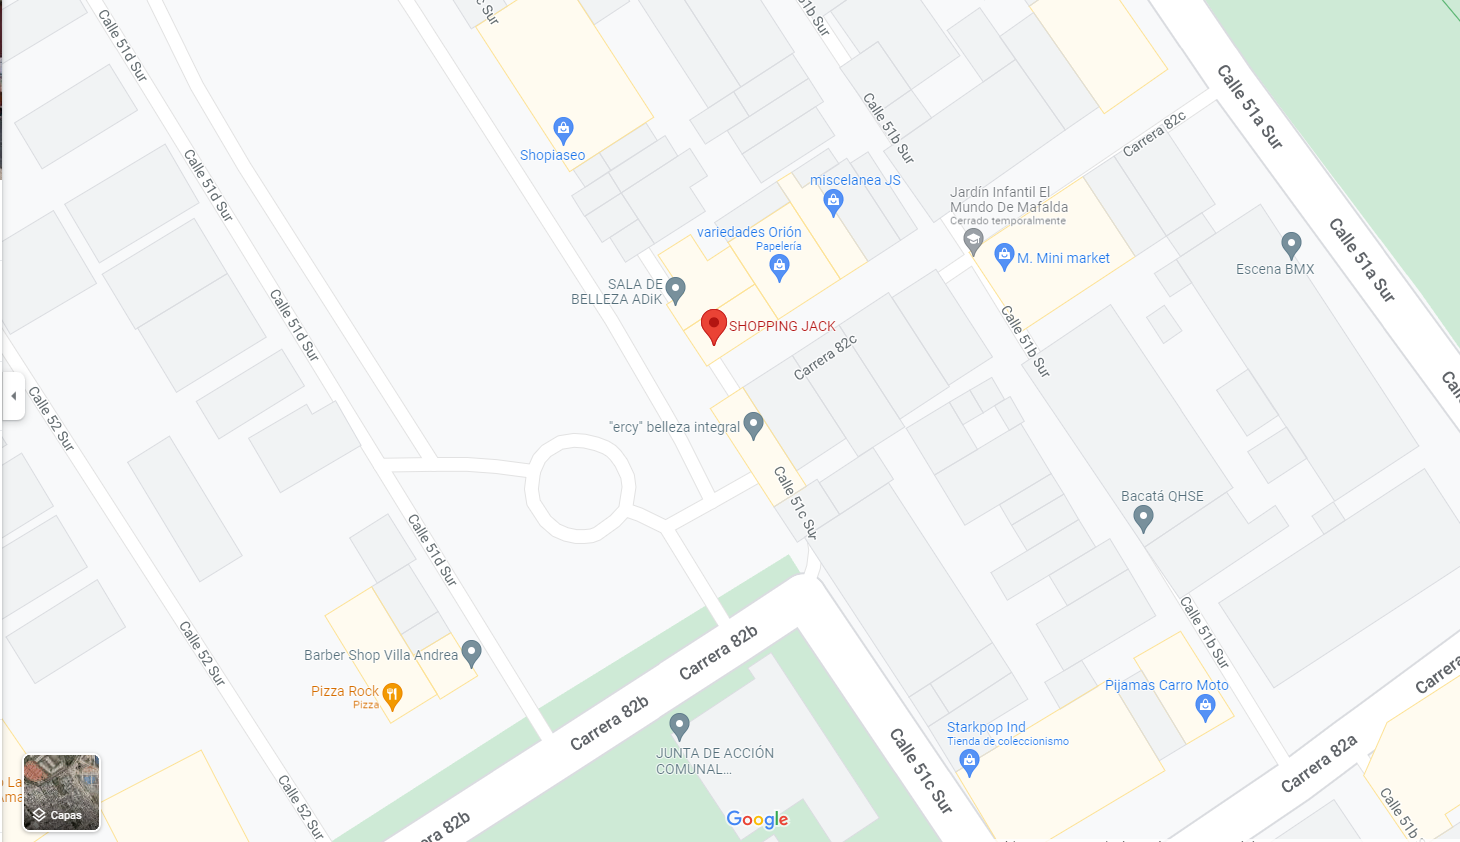 Calle 51d Sur
c Sur
51b Sur
Calle 51a Sur
Calle 51b Sur
Carrera 82c
Shopiaseo
Calle 51d Sur
miscelanea JS
Jardín Infantil El
Mundo De Mafalda
Cerrado temporalmente
variedades Orión
Papelería
M. Mini market
Escena BMX
Calle 51a Sur
SALA DE
BELLEZA ADiK
SHOPPING JACK
Calle 51d Sur
Calle 51b Sur
Carrera 82c
Calle 52 Sur
"ercy" belleza integral
Calle 51c Sur
Bacatá QHSE
Calle 51d Sur
Calle 51b Sur
Calle 52 Sur
Barber Shop Villa Andrea
Carrera 82b
Pizza Rock
Pizza
Pijamas Carro Moto
Carrera
Carrera 82b
Starkpop Ind
Tienda de coleccionismo
JUNTA DE ACCIÓN
COMUNAL...
Calle 51c Sur
Carrera 82a
Calle 52 Sur
Capas
Google
Calle 51b